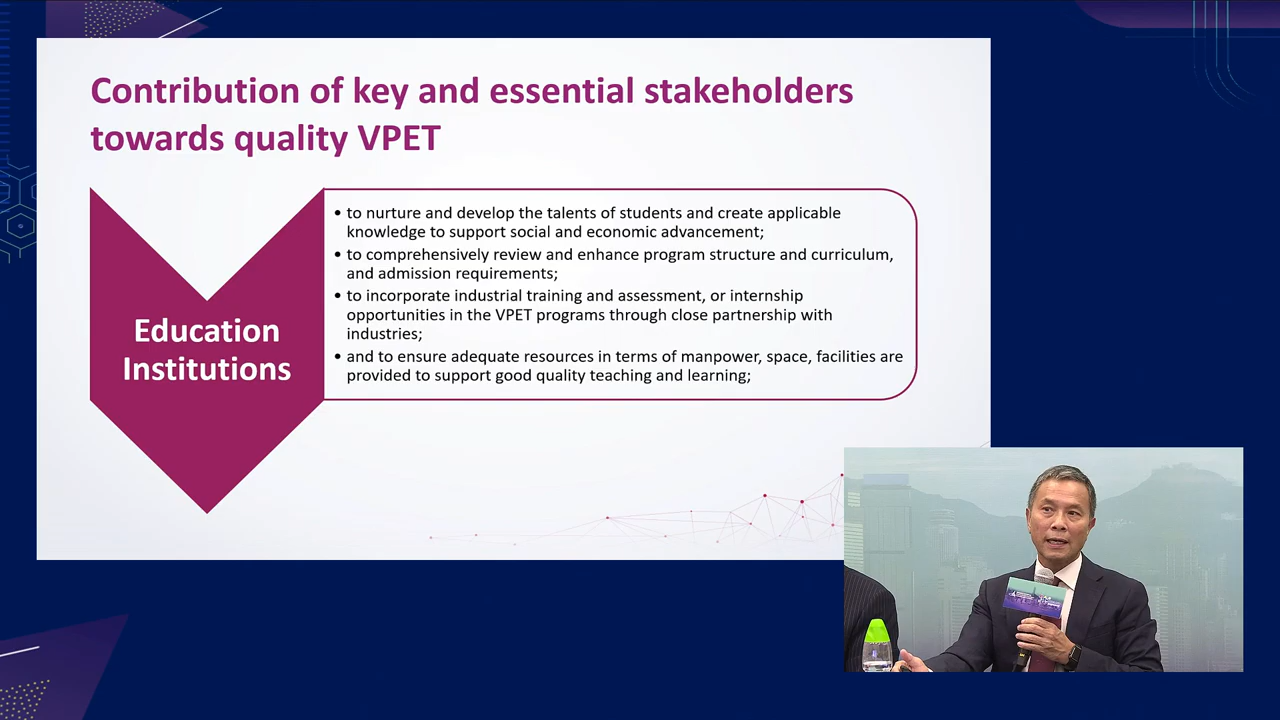 Contribution of key and essential stakeholders
towards quality VPET
Education
Institutions
• to nurture and develop the talents of students and create applicable
knowledge to support social and economic advancement;
• to comprehensively review and enhance program structure and curriculum,
and admission requirements;
• to incorporate industrial training and assessment, or internship
opportunities in the VPET programs through close partnership with
industries;
• and to ensure adequate resources in terms of manpower, space, facilities are
provided to support good quality teaching and learning;